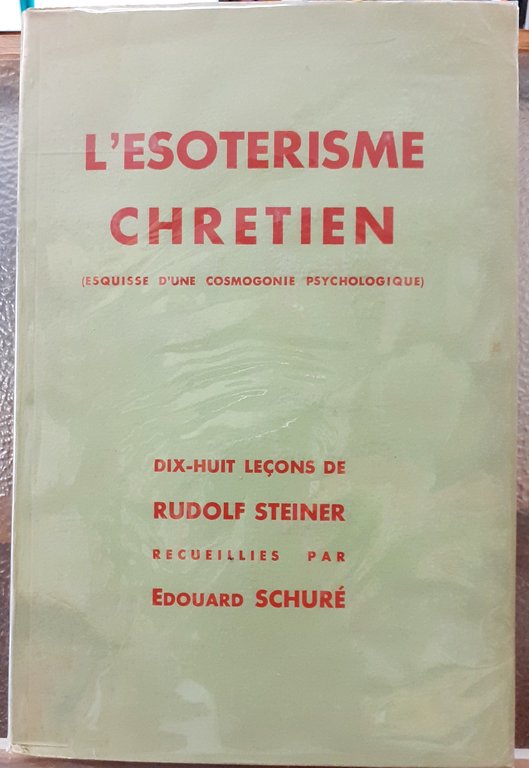 L'ESOTERISME
CHRETIEN
(ESQUISSE D'UNE COSMOGONIE PSYCHOLOGIQUE)
DIX-HUIT LEÇONS DE
RUDOLF STEINER
RECUEILLIES PAR
EDOUARD SCHURÉ